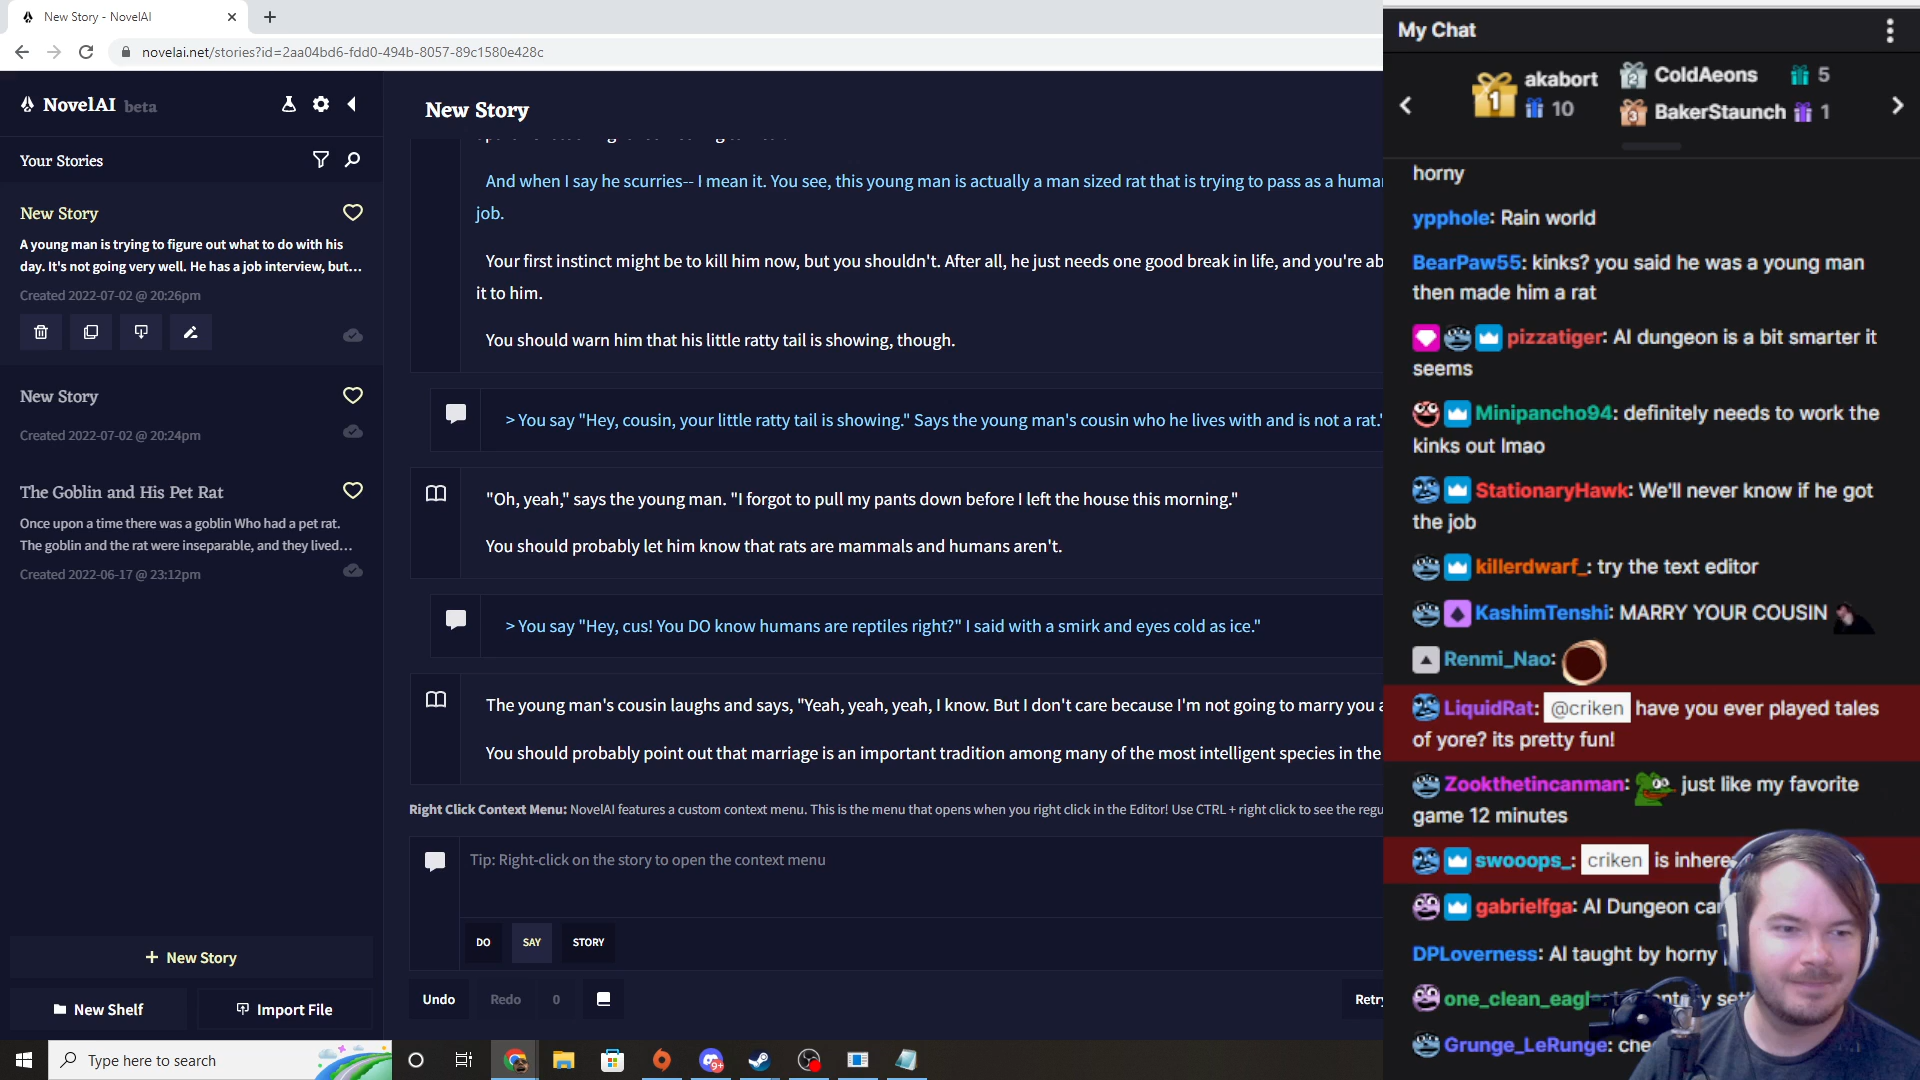 New Story - NovelAI
novelai.net/stories?id=2aa04bd6-fdd0-494b-8057-89c1580e428c
NovelAI beta
Your Stories
New Story
A young man is trying to figure out what to do with his
day. It's not going very well. He has a job interview, but...
Created 2022-07-02 @ 20:26pm
New Story
Created 2022-07-02 @ 20:24pm
The Goblin and His Pet Rat
Once upon a time there was a goblin Who had a pet rat.
The goblin and the rat were inseparable, and they lived...
Created 2022-06-17 @ 23:12pm
+ New Story
New Shelf
Import File
New Story
And when I say he scurries-- I mean it. You see, this young man is actually a man sized rat that is trying to pass as a huma
job.
Your first instinct might be to kill him now, but you shouldn't. After all, he just needs one good break in life, and you're ab
it to him.
You should warn him that his little ratty tail is showing, though.
> You say "Hey, cousin, your little ratty tail is showing." Says the young man's cousin who he lives with and is not a rat."
"Oh, yeah," says the young man. "I forgot to pull my pants down before I left the house this morning."
You should probably let him know that rats are mammals and humans aren't.
> You say "Hey, cus! You DO know humans are reptiles right?" I said with a smirk and eyes cold as ice."
The young man's cousin laughs and says, "Yeah, yeah, yeah, I know. But I don't care because I'm not going to marry you a
You should probably point out that marriage is an important tradition among many of the most intelligent species in the
Right Click Context Menu: NovelAI features a custom context menu. This is the menu that opens when you right click in the Editor! Use CTRL + right click to see the regu
Tip: Right-click on the story to open the context menu
DO
SAY
STORY
Undo
Redo
0
Retry
Type here to search
9+
My Chat
1
akabort
10
2
ColdAeons
5
3
BakerStaunch
1
horny
ypphole: Rain world
BearPaw55: kinks? you said he was a young man
then made him a rat
pizzatiger: AI dungeon is a bit smarter it
seems
Minipancho94: definitely needs to work the
kinks out lmao
StationaryHawk: We'll never know if he got
the job
killerdwarf_: try the text editor
KashimTenshi: MARRY YOUR COUSIN
Renmi_Nao:
LiquidRat: @criken have you ever played tales
of yore? its pretty fun!
Zookthetincanman: just like my favorite
game 12 minutes
swooops_: criken is inhere
gabrielfga: AI Dungeon can
DPLoverness: AI taught by horny
one_clean_eagle
Grunge_LeRunge: che